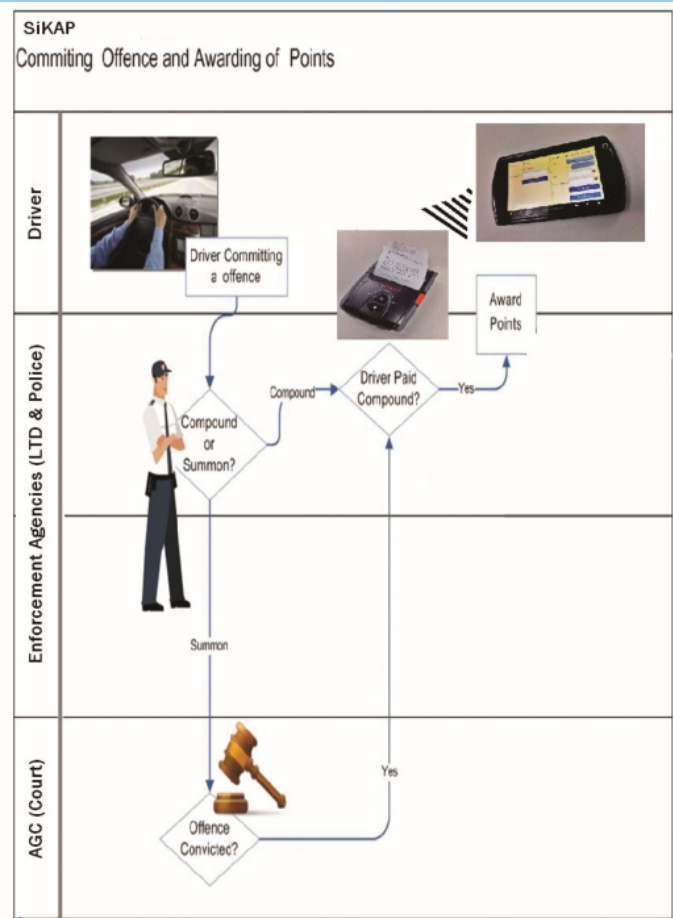 SiKAP
Commiting Offence and Awarding of Points
Driver
Driver Committing
a offence
Award
Points
Enforcement Agencies (LTD & Police)
Compound
or
Summon?
Compound
Driver Paid
Compound?
Yes
Summon
AGC (Court)
Offence
Convicted?
Yes